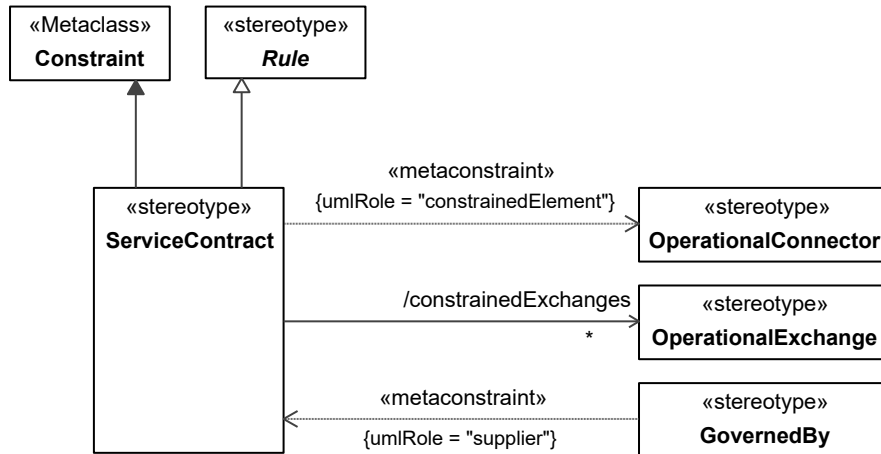 «Metaclass»
Constraint
«stereotype»
Rule
«stereotype»
ServiceContract
«metaconstraint»
{umlRole = "constrainedElement"}
«stereotype»
OperationalConnector
/constrainedExchanges
*
«stereotype»
OperationalExchange
«metaconstraint»
{umlRole = "supplier"}
«stereotype»
GovernedBy